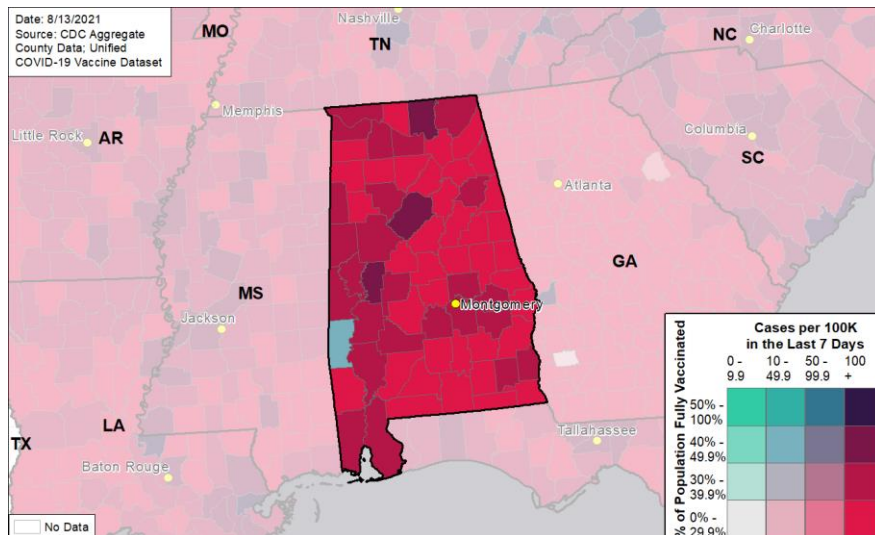 Date: 8/13/2021
Source: CDC Aggregate
County Data; Unified
COVID-19 Vaccine Dataset
Nashville
MO
TN
NC
Charlotte
Memphis
Little Rock
AR
Columbia
SC
Atlanta
GA
MS
Montgomery
Jackson
LA
TX
Baton Rouge
Tallahassee
No Data
Cases per 100K
in the Last 7 Days
0 -
9.9
10 -
49.9
50 -
99.9
100
+
% of Population Fully Vaccinated
50% -
100%
40% -
49.9%
30% -
39.9%
0% -
29.9%